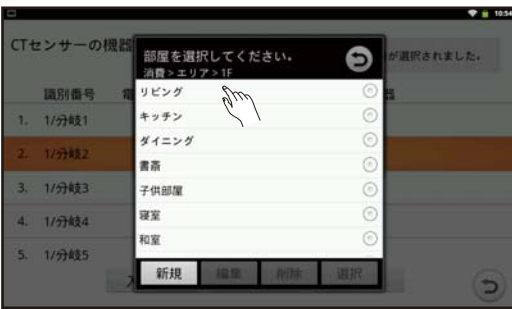 10:54
CTセンサーの機器
が選択されました。
部屋を選択してください。
消費>エリア>1F
識別番号
電
器
リビング
キッチン
ダイニング
書斎
子供部屋
寝室
和室
1. 1/分岐1
2. 1/分岐2
3. 1/分岐3
4. 1/分岐4
5. 1/分岐5
新規 編集 削除 選択